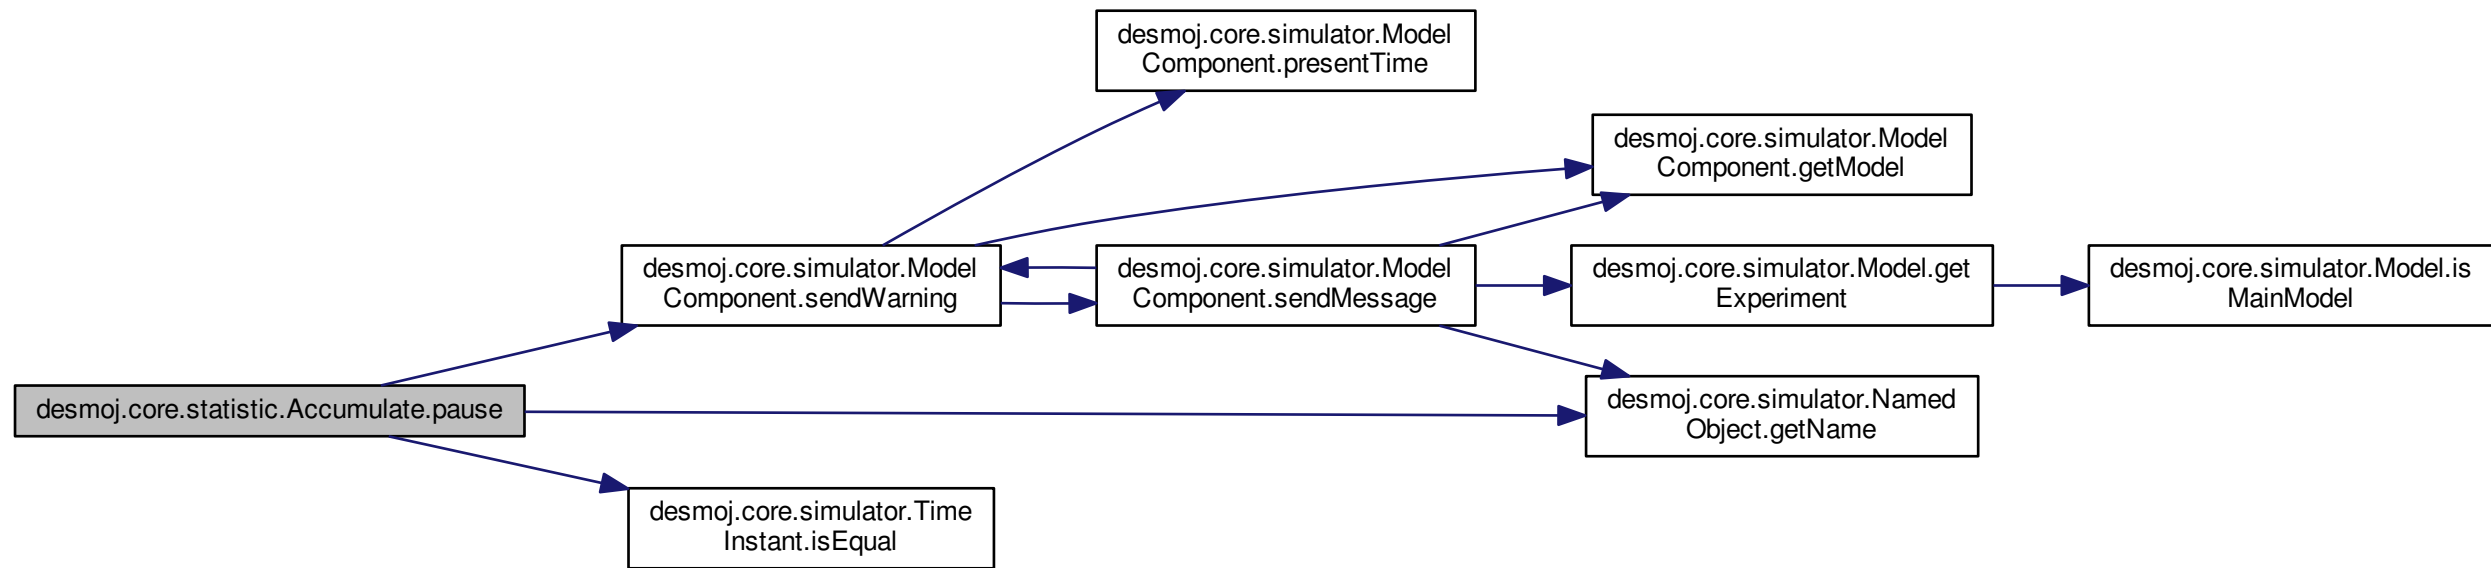 desmoj.core.simulator.Model
Component.presentTime
desmoj.core.simulator.Model
Component.getModel
desmoj.core.simulator.Model
Component.sendWarning
desmoj.core.simulator.Model
Component.sendMessage
desmoj.core.simulator.Model.get
Experiment
desmoj.core.simulator.Model.is
MainModel
desmoj.core.statistic.Accumulate.pause
desmoj.core.simulator.Named
Object.getName
desmoj.core.simulator.Time
Instant.isEqual